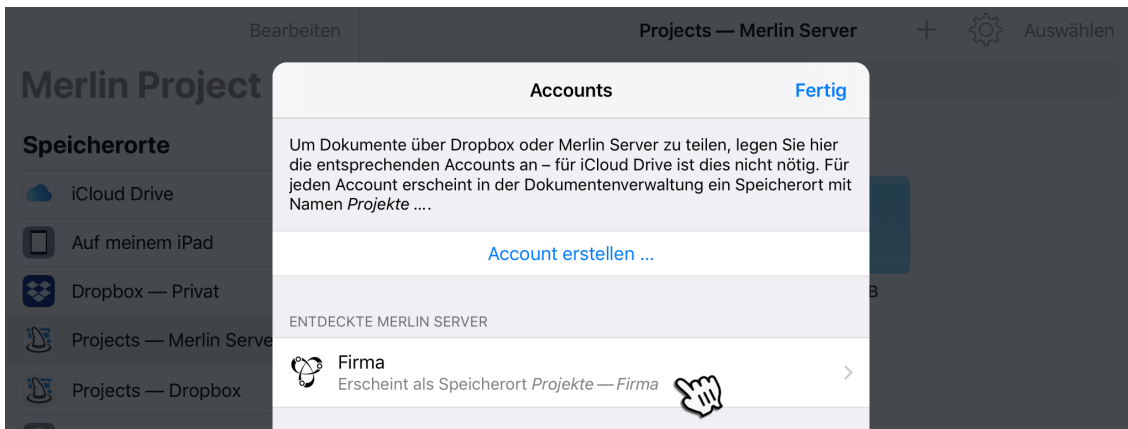 Bearbeiten
Projects — Merlin Server
Auswählen
Merlin Project
Accounts
Fertig
Speicherorte
Um Dokumente über Dropbox oder Merlin Server zu teilen, legen Sie hier
die entsprechenden Accounts an – für iCloud Drive ist dies nicht nötig. Für
jeden Account erscheint in der Dokumentenverwaltung ein Speicherort mit
Namen Projekte ....
iCloud Drive
Auf meinem iPad
Account erstellen ...
Dropbox — Privat
B
ENTDECKTE MERLIN SERVER
Projects — Merlin Serve
Firma
Erscheint als Speicherort Projekte — Firma
Projects — Dropbox